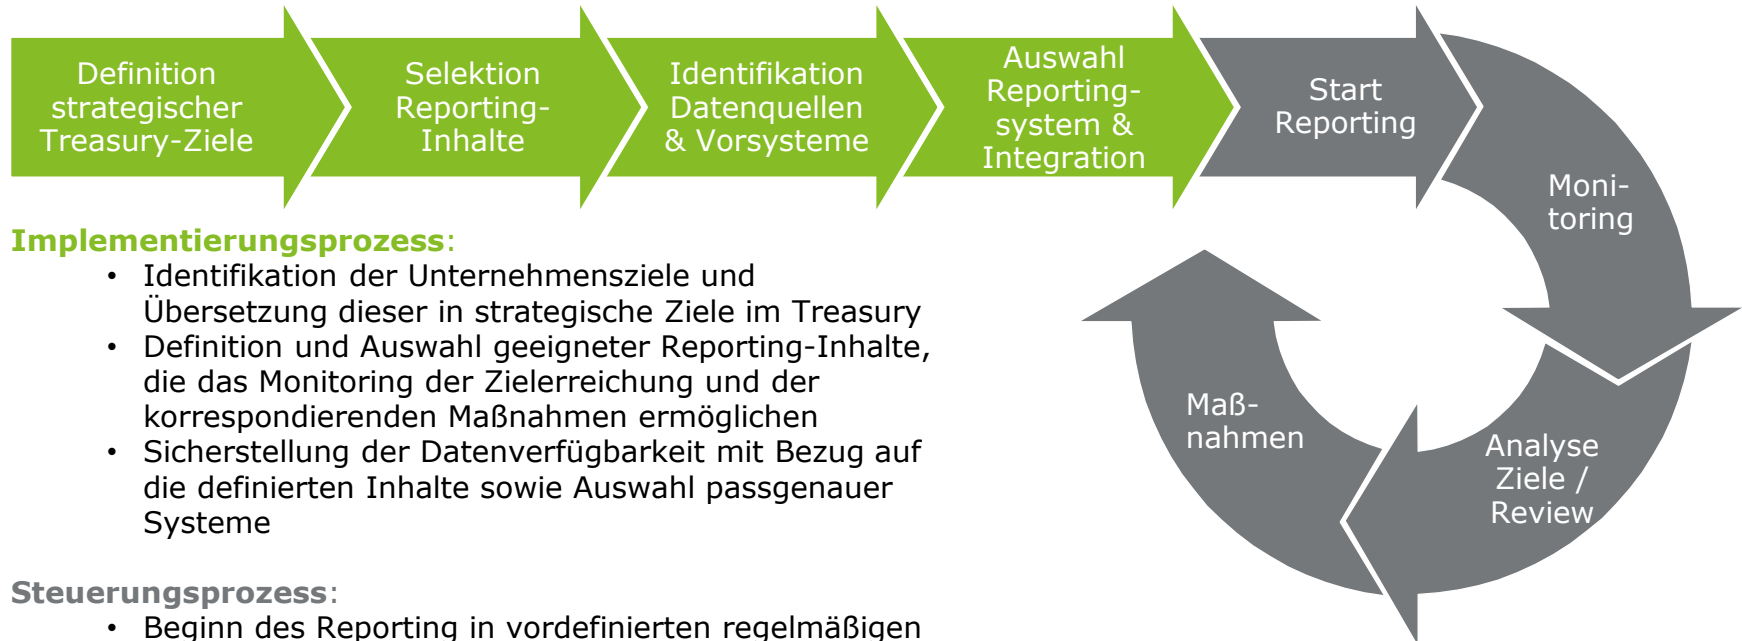 Definition
strategischer
Treasury-Ziele
Selektion
Reporting-
Inhalte
Identifikation
Datenquellen
& Vorsysteme
Auswahl
Reporting-
system &
Integration
Start
Reporting
Moni-
toring
Analyse
Ziele /
Review
Maß-
nahmen
Implementierungsprozess:
• Identifikation der Unternehmensziele und
Übersetzung dieser in strategische Ziele im Treasury
• Definition und Auswahl geeigneter Reporting-Inhalte,
die das Monitoring der Zielerreichung und der
korrespondierenden Maßnahmen ermöglichen
• Sicherstellung der Datenverfügbarkeit mit Bezug auf
die definierten Inhalte sowie Auswahl passgenauer
Systeme
Steuerungsprozess:
• Beginn des Reporting in vordefinierten regelmäßigen